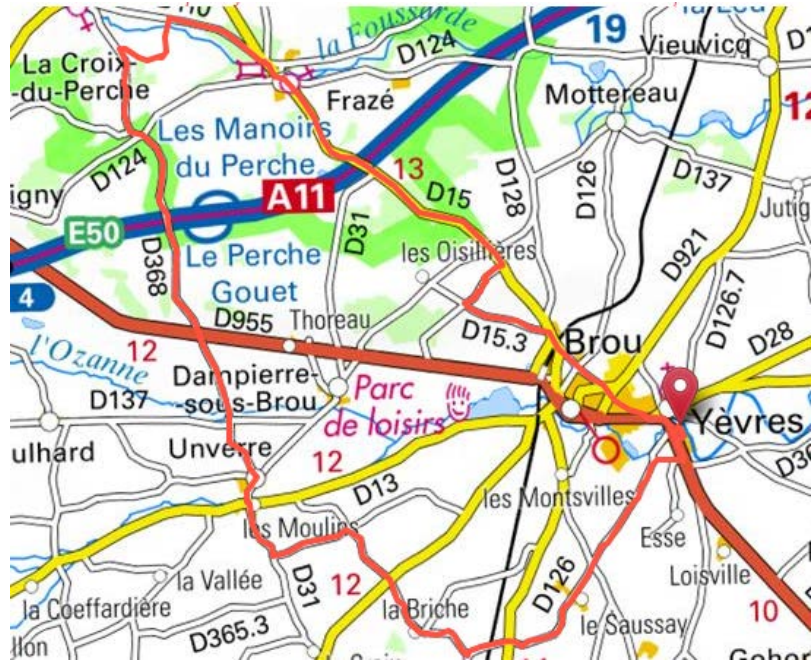 D110
la Foussarde
19
D124
Vieuvicq
La Croix-
-du-Perche
Frazé
Mottereau
Les Manoirs
du Perche
13
D124
A11
D15
D128
D126
D137
igny
E50
D31
Jutig
D368
les Oisillières
D921
D126.7
Le Perche
Gouet
4
D955
Thoreau
D15.3
Brou
D28
l'Ozanne
12
Dampierre-
-sous-Brou
Parc
de loisirs
D137
Yèvres
ulhard
Unverre
12
D13
les Montsvilles
les Moulins
Esse
Loisville
la Vallée
12
D126
la Coeffardière
D31
la Briche
10
le Saussay
D365.3
llon